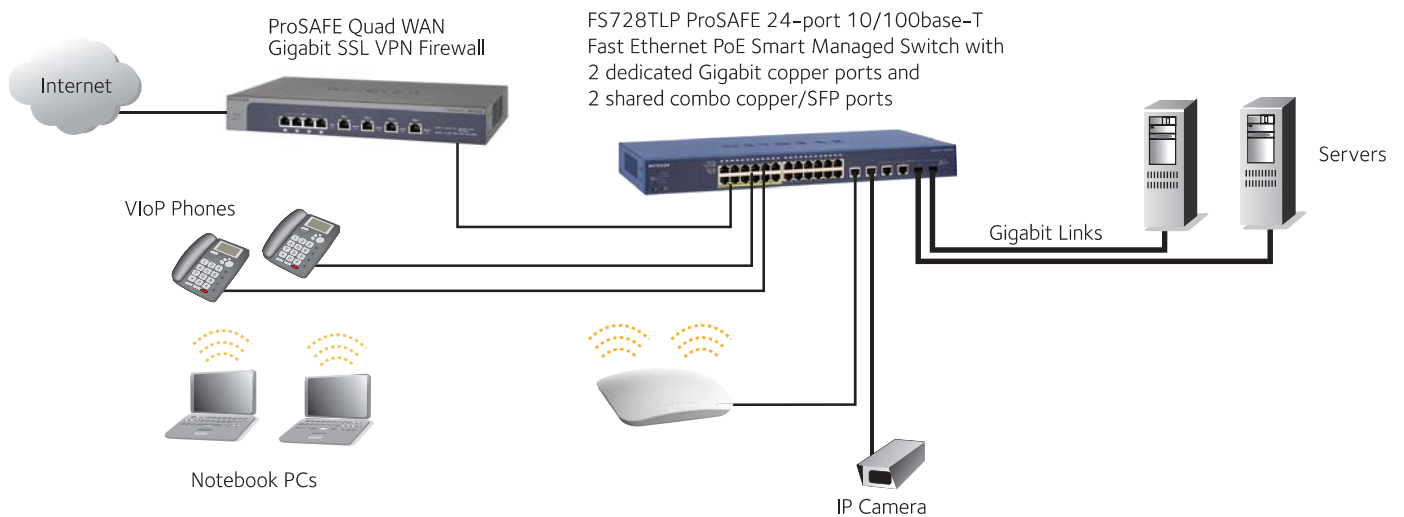 ProSAFE Quad WAN
Gigabit SSL VPN Firewall
FS728TLP ProSAFE 24-port 10/100base-T
Fast Ethernet PoE Smart Managed Switch with
2 dedicated Gigabit copper ports and
2 shared combo copper/SFP ports
Internet
NETGEAR
NETGEAR
Servers
VIoP Phones
Gigabit Links
Notebook PCs
IP Camera